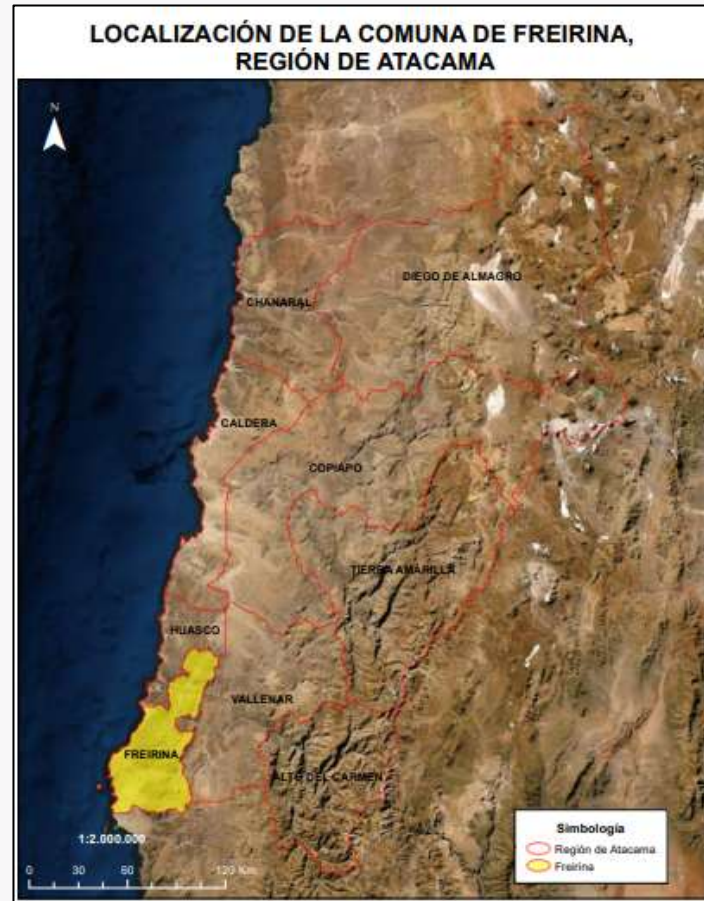 LOCALIZACIÓN DE LA COMUNA DE FREIRINA,
REGIÓN DE ATACAMA
N
DIEGO DE ALMAGRO
CHANARAL
CALDERA
COPIAPO
TIERRA AMARILLA
HUASCO
VALLENAR
FREIRINA
ALTO DEL CARMEN
1:2.000.000
0 30 60 120 Km
Simbología
Región de Atacama
Freirina